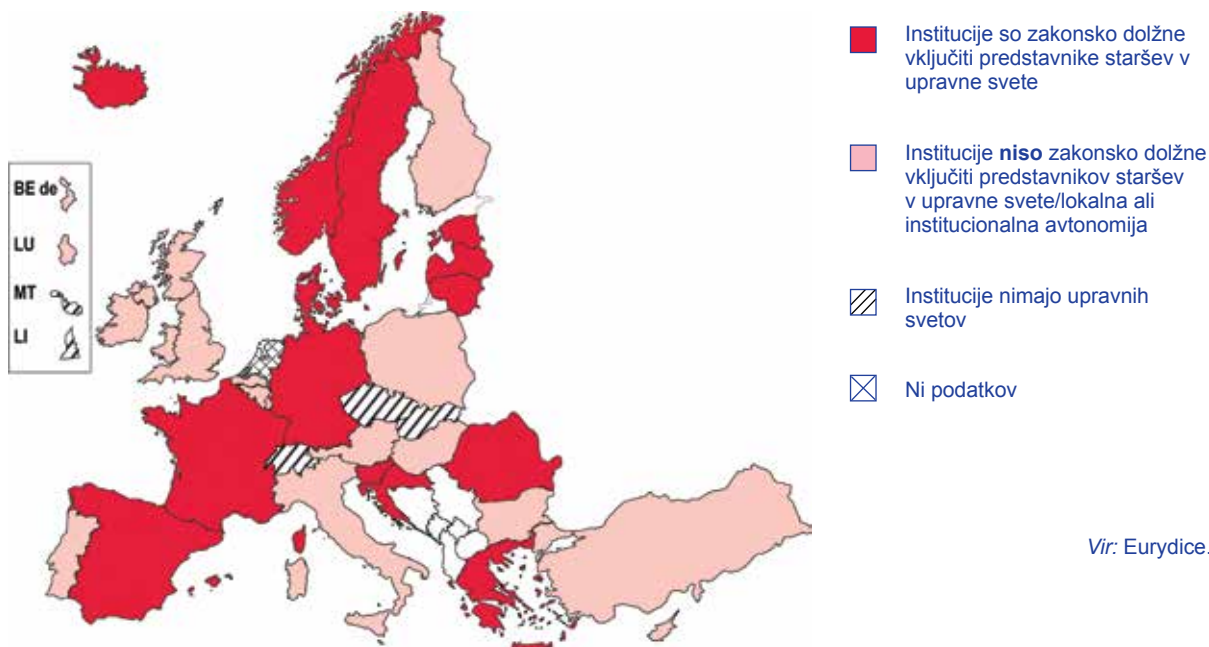 BE de
LU
MT
LI
Institucije so zakonsko dolžne
vključiti predstavnike staršev v
upravne svete
Institucije niso zakonsko dolžne
vključiti predstavnikov staršev
v upravne svete/lokalna ali
institucionalna avtonomija
Institucije nimajo upravnih
svetov
Ni podatkov
Vir: Eurydice.